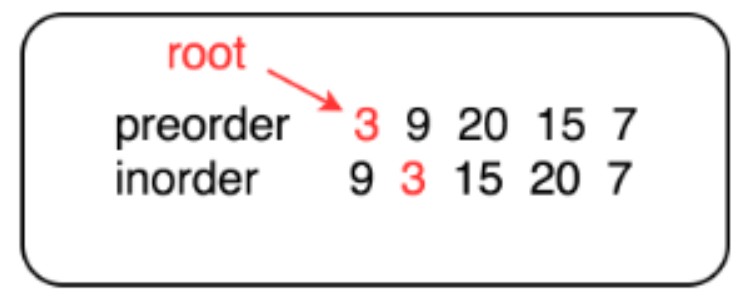 root
preorder 3 9 20 15 7
inorder 9 3 15 20 7